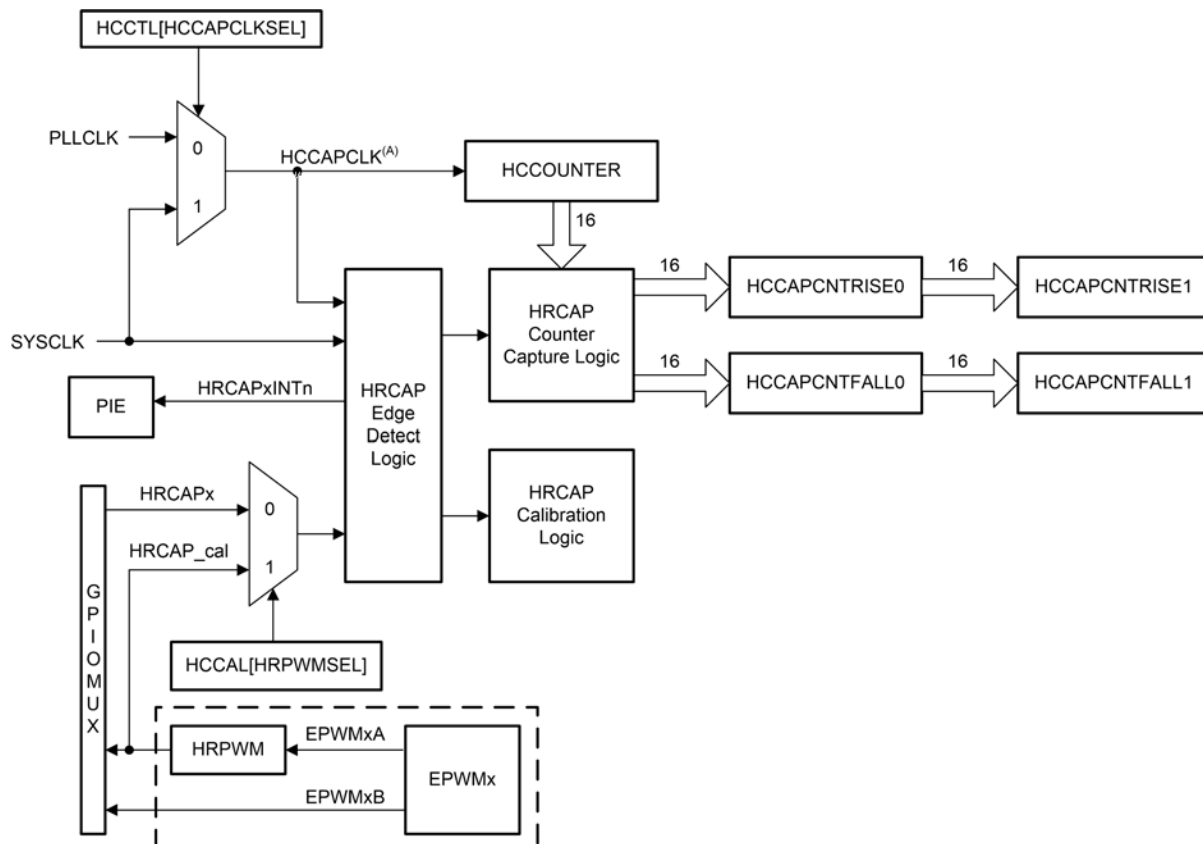 HCCTL[HCCAPCLKSEL]
PLLCLK
0
1
HCCAPCLK(A)
HCCOUNTER
16
SYSCLK
HRCAP
Edge
Detect
Logic
HRCAP
Counter
Capture Logic
16
HCCAPCNTRISE0
16
HCCAPCNTRISE1
16
HCCAPCNTFALL0
16
HCCAPCNTFALL1
PIE
HRCAPxINTn
HRCAP
Calibration
Logic
HRCAPx
0
HRCAP_cal
1
GPIOMUX
HCCAL[HRPWMSEL]
HRPWM
EPWMxA
EPWMx
EPWMxB